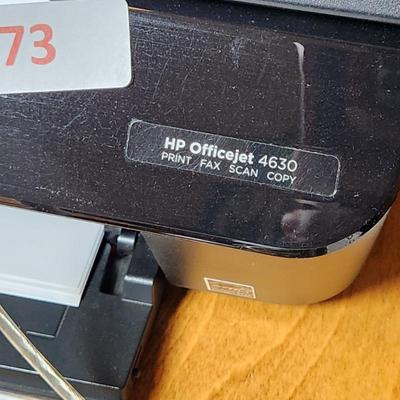 73
HP Officejet 4630
PRINT FAX SCAN COPY